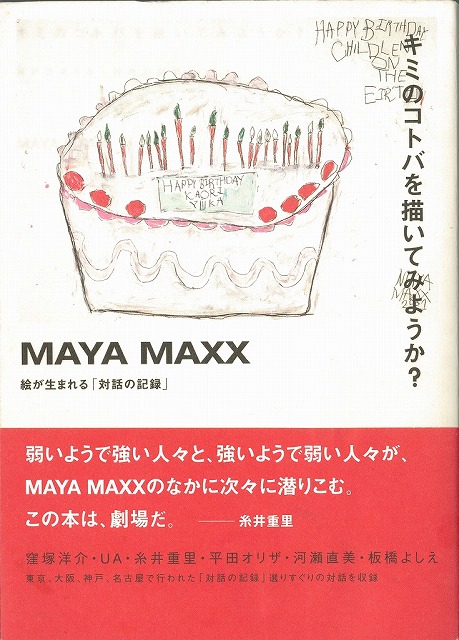 HAPPY BIRTHDAY
CHILDLEN
ON
THE
EIRTH
キミのコトバを描いてみようか?
HAPPY BIRTHDAY
KAORI
YUKA
MAYA
MAXX
MAYA MAXX
絵が生まれる「対話の記録」
弱いようで強い人々と、強いようで弱い人々が、
MAYA MAXXのなかに次々に潜りこむ。
この本は、劇場だ。 ——糸井重里
窪塚洋介・UA・糸井重里・平田オリザ・河瀬直美・板橋よしえ
東京、大阪、神戸、名古屋で行われた「対話の記録」選りすぐりの対話を収録